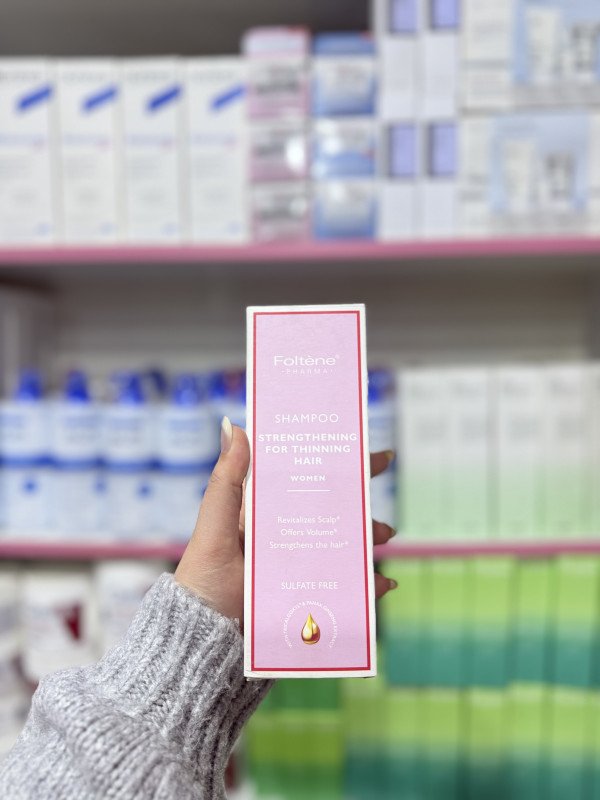 Foltène®
PHARMA
SHAMPOO
STRENGTHENING
FOR THINNING
HAIR
WOMEN
Revitalizes Scalp*
Offers Volume*
Strengthens the hair*
SULFATE FREE